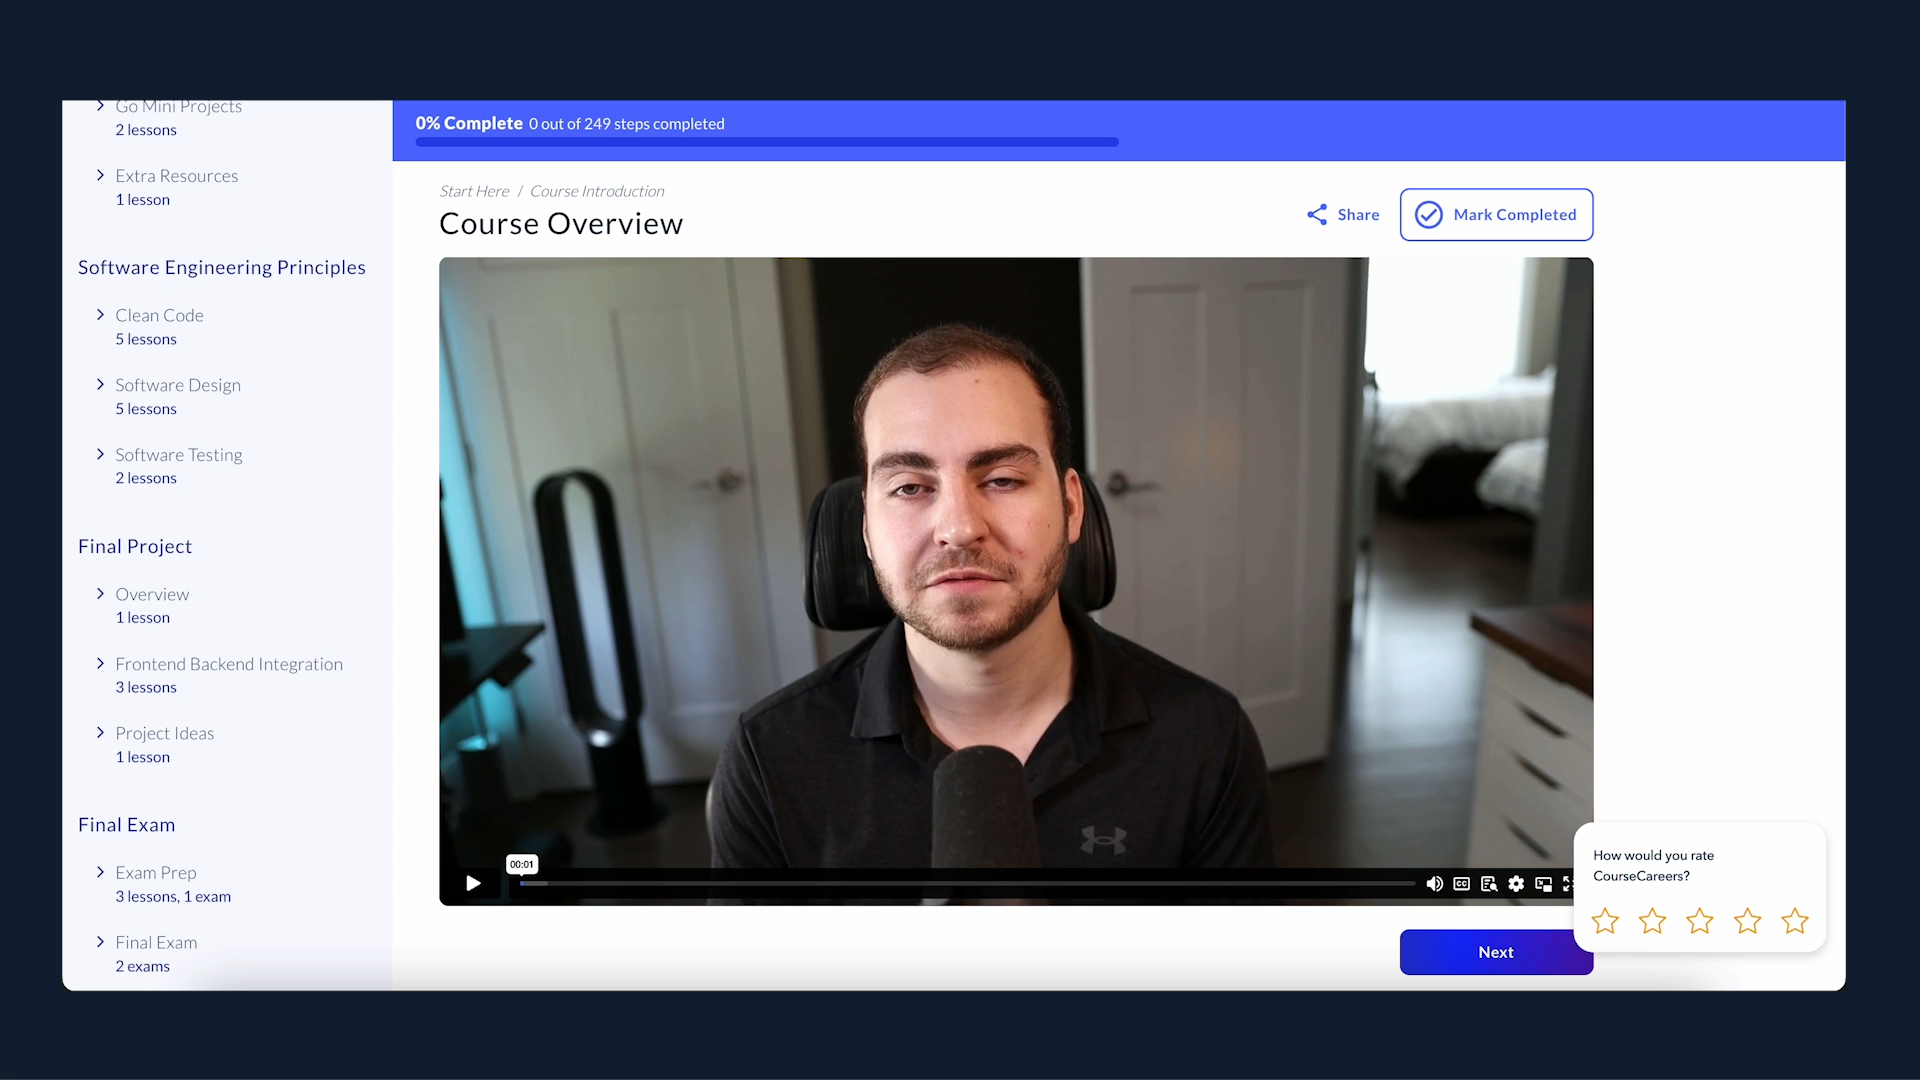 Go Mini Projects
2 lessons
Extra Resources
1 lesson
Software Engineering Principles
Clean Code
5 lessons
Software Design
5 lessons
Software Testing
2 lessons
Final Project
Overview
1 lesson
Frontend Backend Integration
3 lessons
Project Ideas
1 lesson
Final Exam
Exam Prep
3 lessons, 1 exam
Final Exam
2 exams
0% Complete 0 out of 249 steps completed
Start Here / Course Introduction
Course Overview
Share
Mark Completed
00:01
CC
How would you rate
CourseCareers?
Next